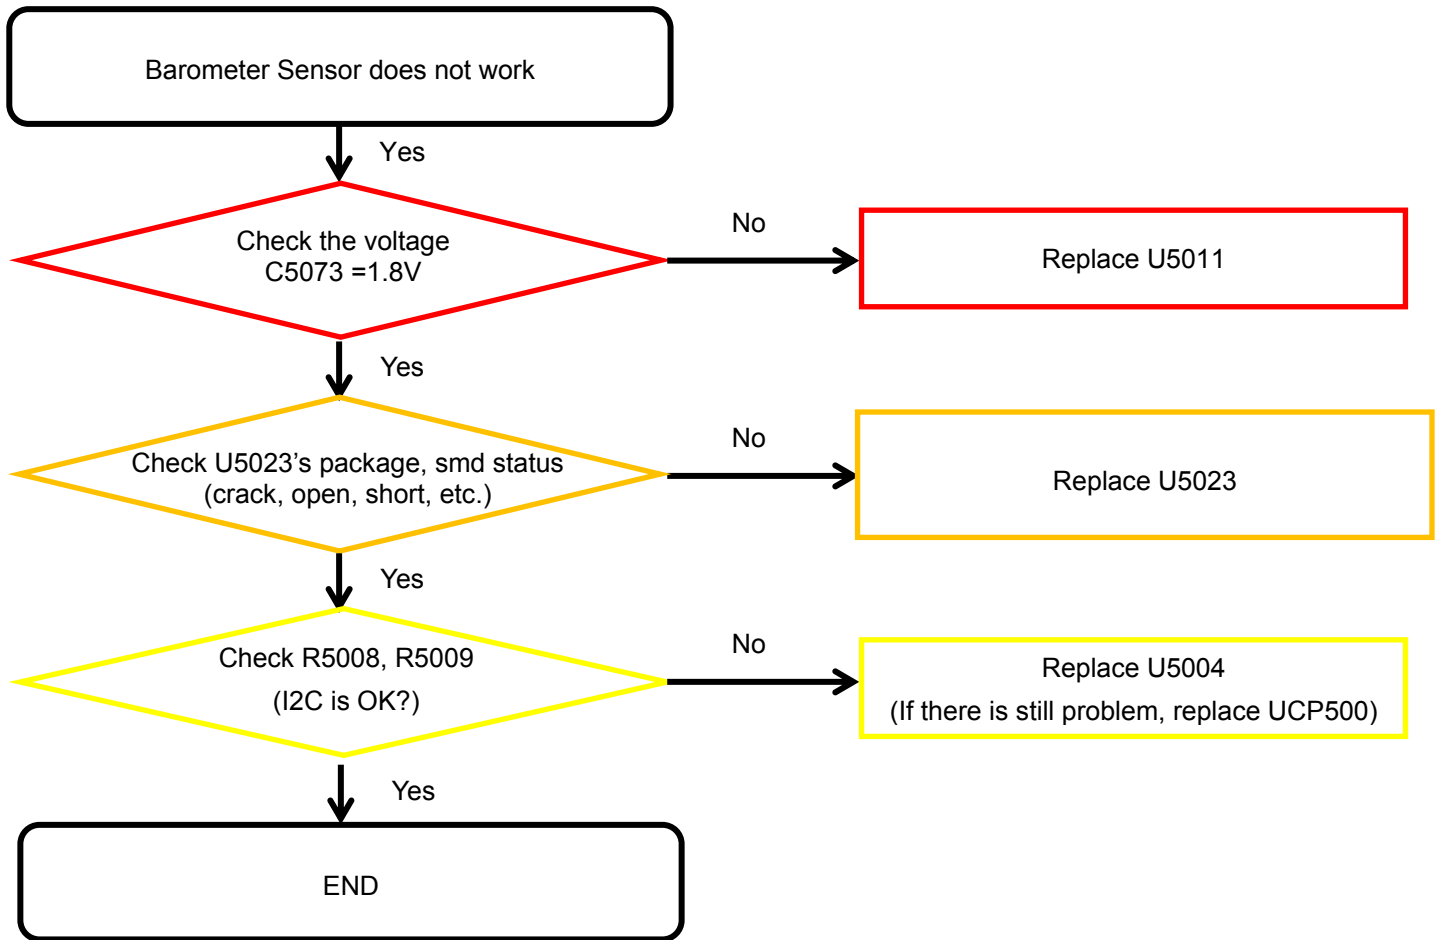 Barometer Sensor does not work
Yes
Check the voltage
C5073 =1.8V
No
Replace U5011
Yes
Check U5023’s package, smd status
(crack, open, short, etc.)
No
Replace U5023
Yes
Check R5008, R5009
(I2C is OK?)
No
Replace U5004
(If there is still problem, replace UCP500)
Yes
END